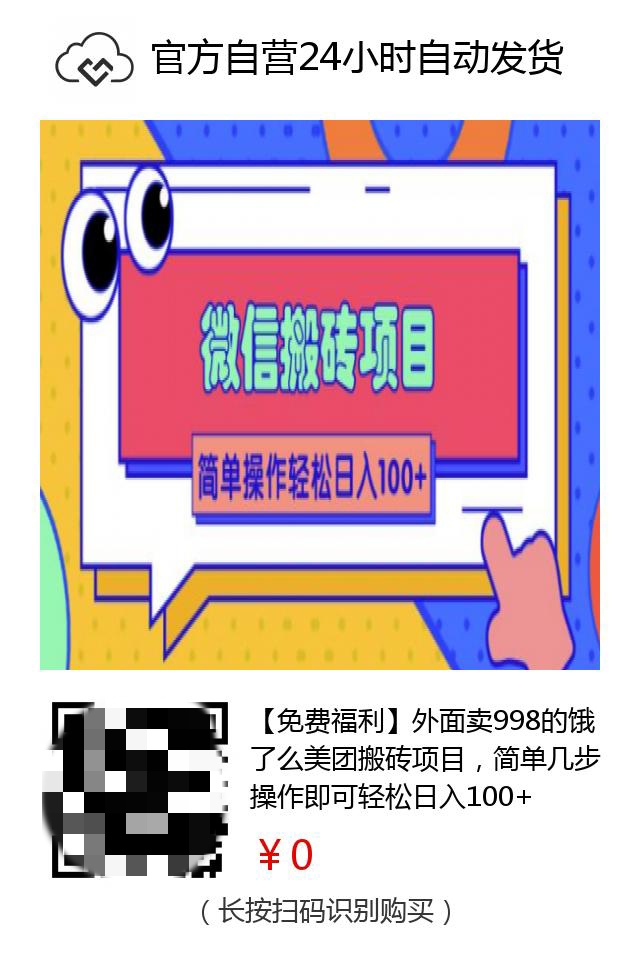 官方自营24小时自动发货
微信搬砖项目
简单操作轻松日入100+
【免费福利】外面卖998的饿
了么美团搬砖项目，简单几步
操作即可轻松日入100+
￥0
（长按扫码识别购买）